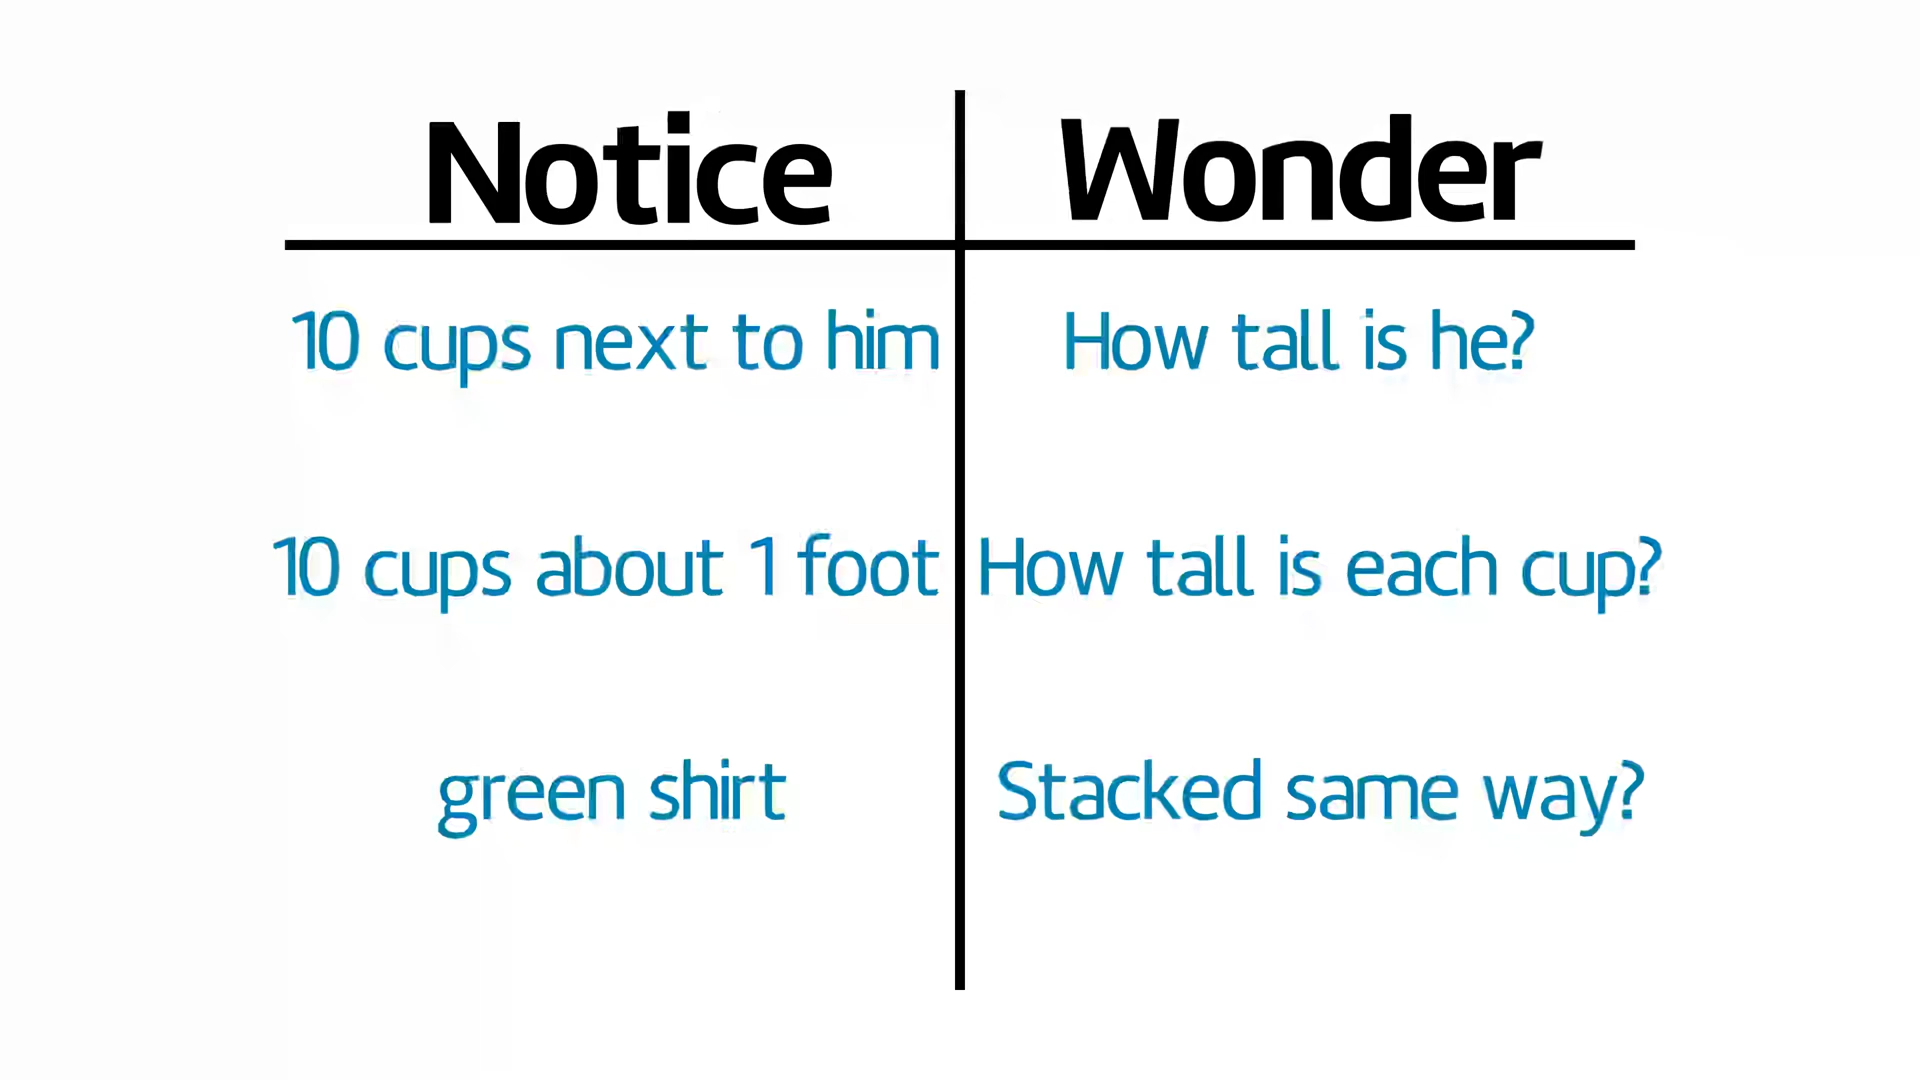 Notice
Wonder
10 cups next to him
How tall is he?
10 cups about 1 foot
How tall is each cup?
green shirt
Stacked same way?